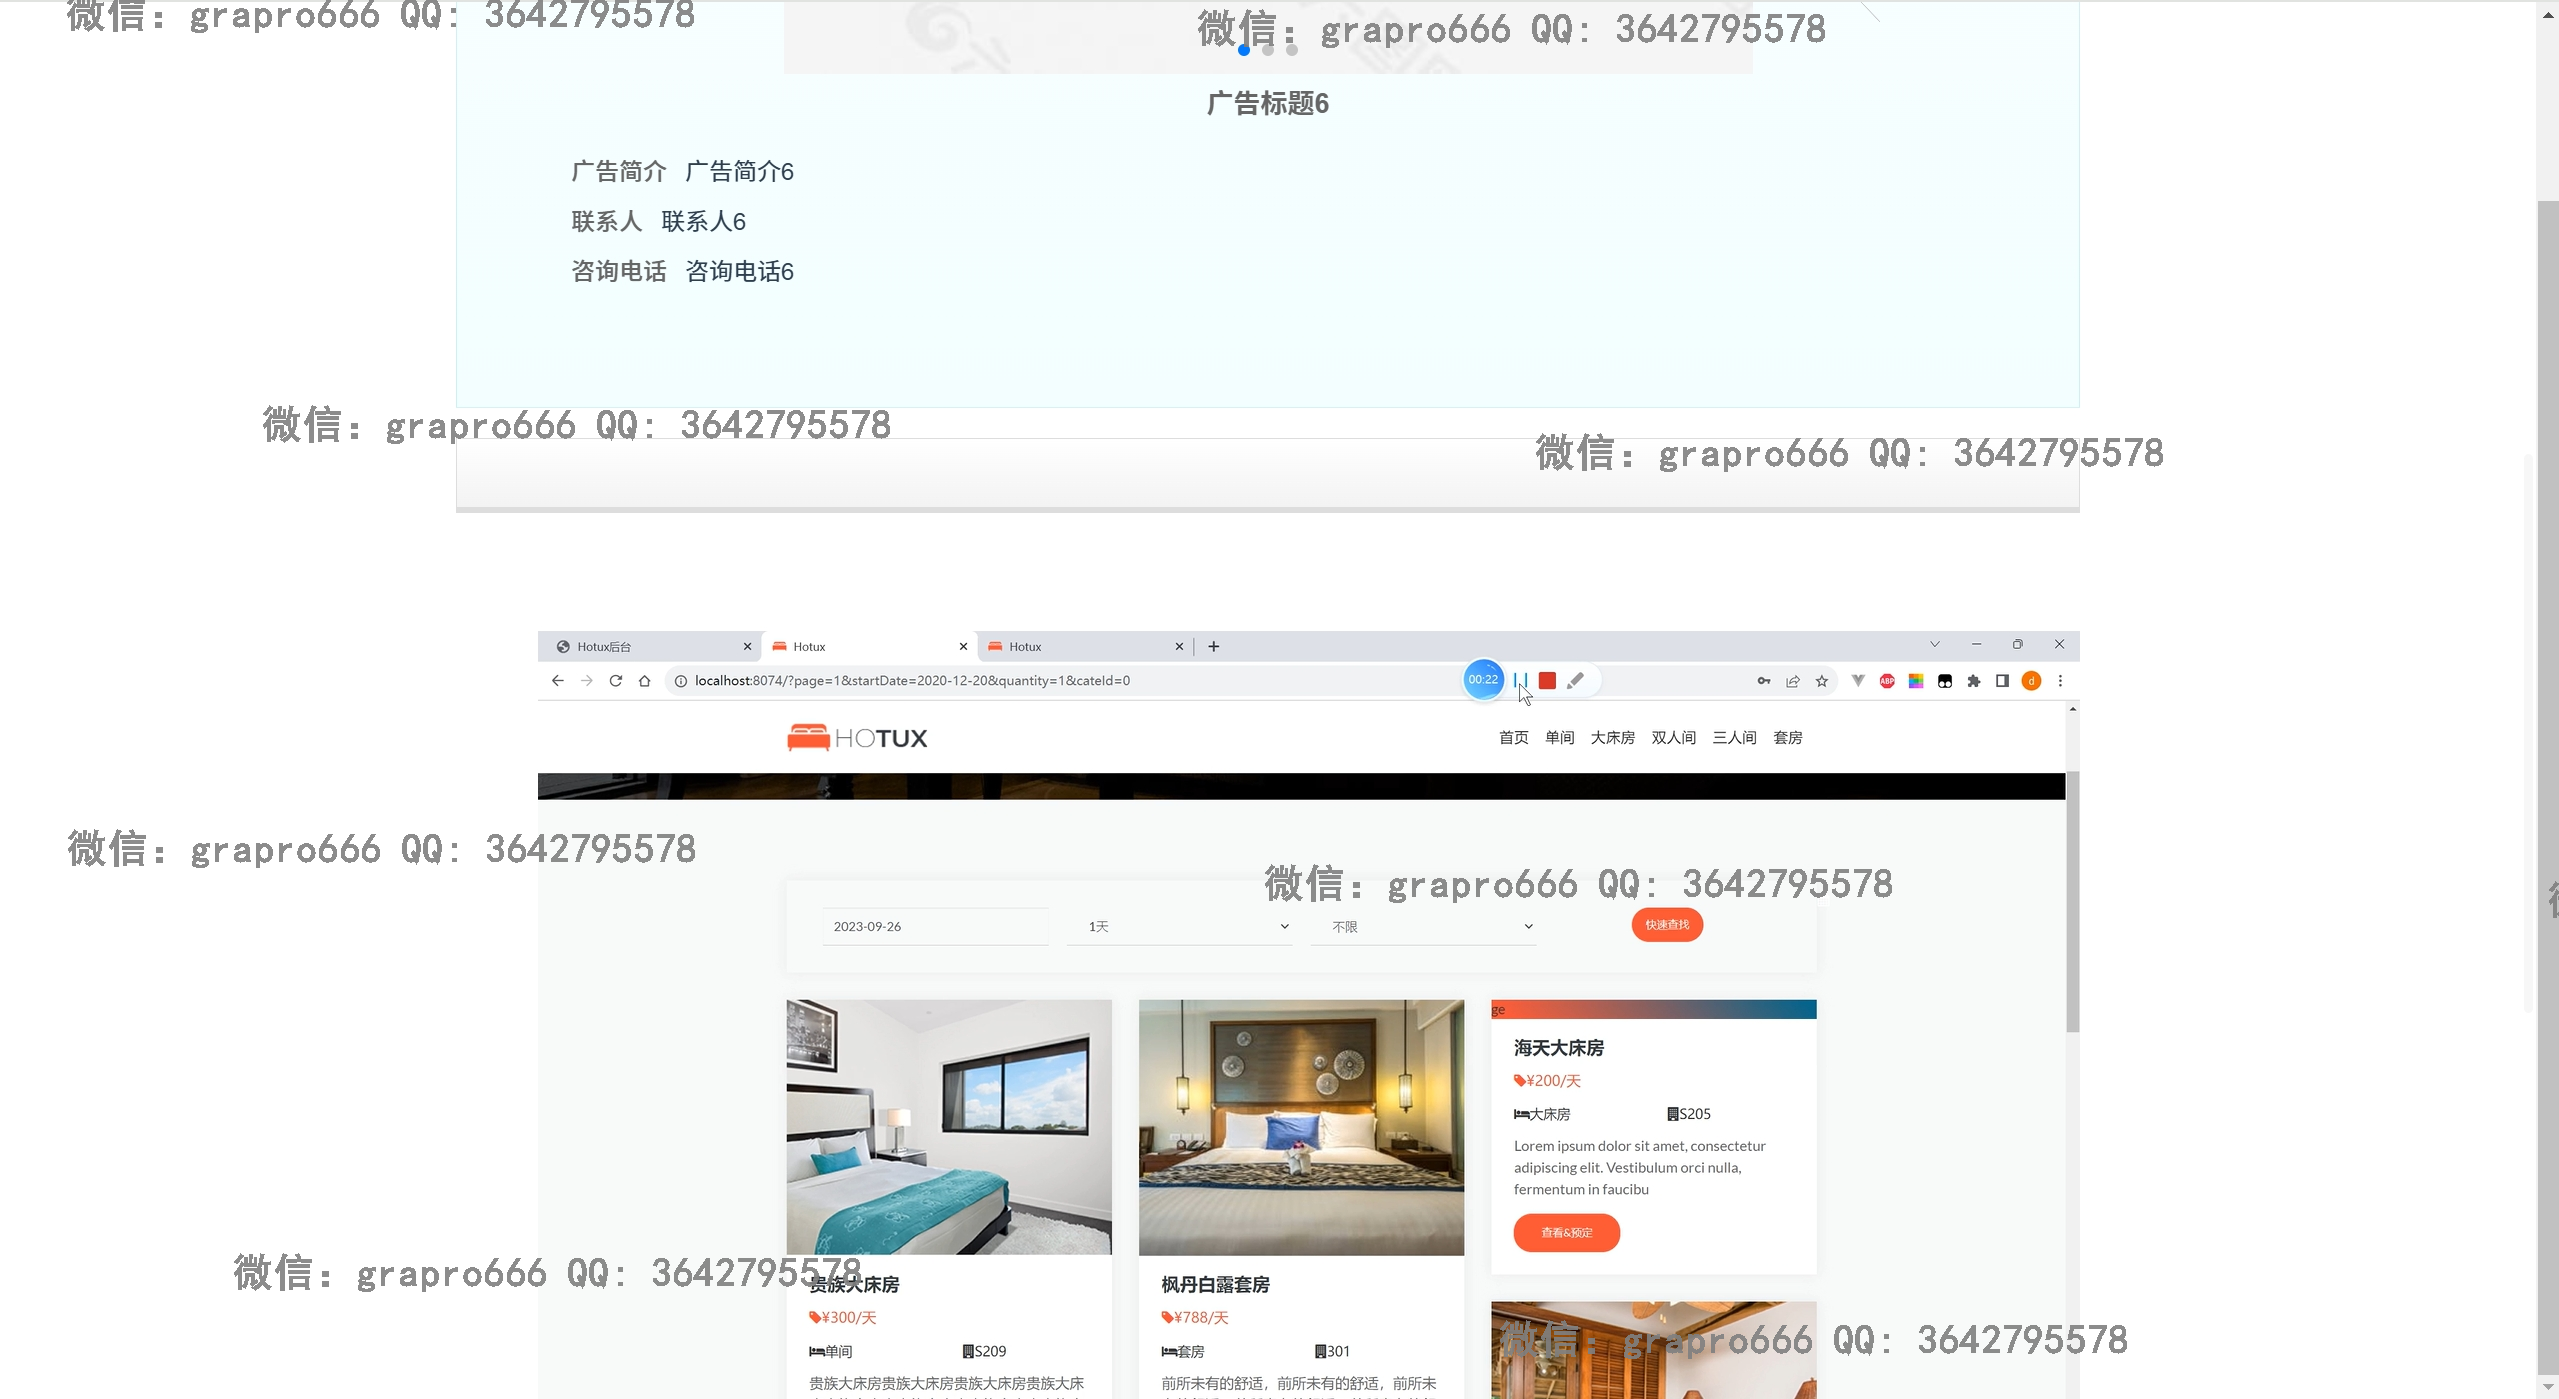 微信: grapro666 QQ: 3642795578
微信: grapro666 QQ: 3642795578
广告标题6
广告简介 广告简介6
联系人 联系人6
咨询电话 咨询电话6
微信: grapro666 QQ: 3642795578
微信: grapro666 QQ: 3642795578
Hotux后台
Hotux
Hotux
localhost:8074/?page=1&startDate=2020-12-20&quantity=1&cateId=0
00:22
ABP
d
HOTUX
首页 单间 大床房 双人间 三人间 套房
微信: grapro666 QQ: 3642795578
微信: grapro666 QQ: 3642795578
2023-09-26
1天
不限
快速查找
ge
海天大床房
¥200/天
大床房 S205
Lorem ipsum dolor sit amet, consectetur
adipiscing elit. Vestibulum orci nulla,
fermentum in faucibu
查看&预定
微信: grapro666 QQ: 3642795578
贵族大床房
¥300/天
单间 S209
贵族大床房贵族大床房贵族大床房贵族大床
枫丹白露套房
¥788/天
套房 301
前所未有的舒适，前所未有的舒适，前所未
微信: grapro666 QQ: 3642795578